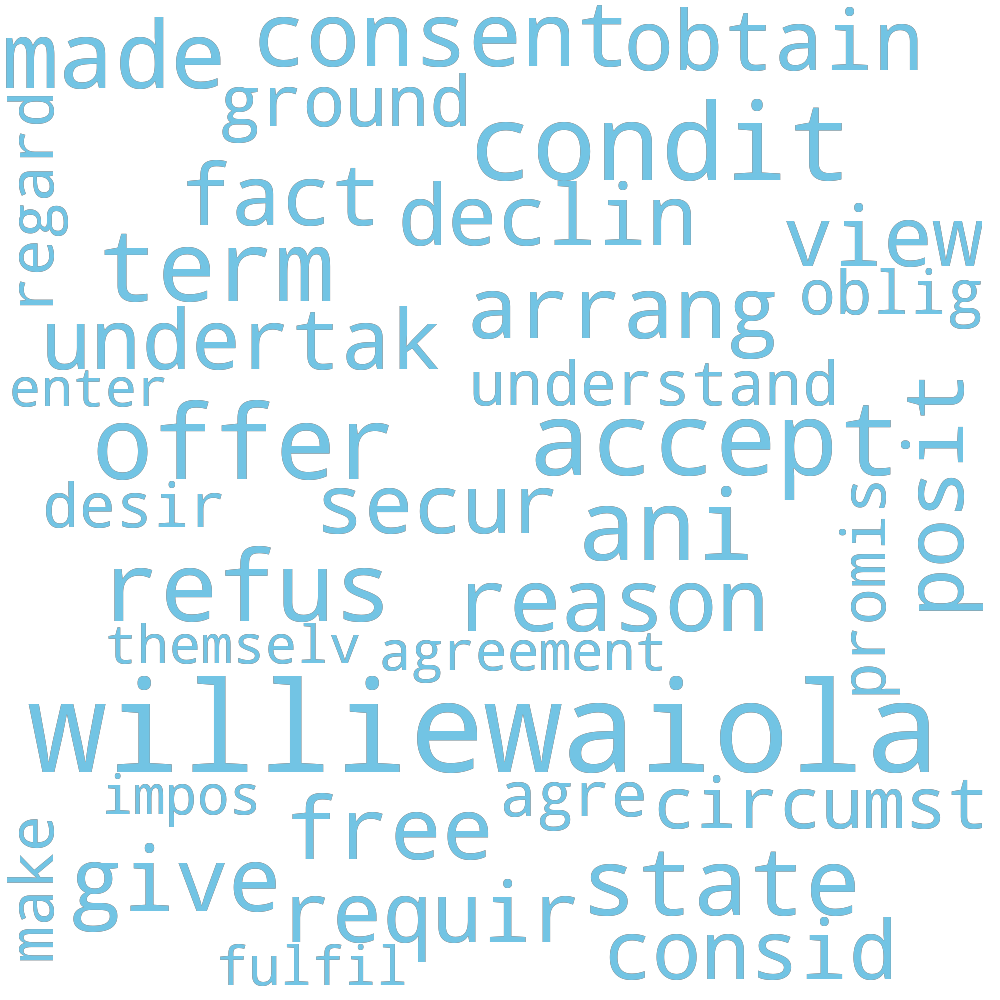 made consent obtain
regard ground condit
fact declin
term view
arrang oblig
undertak
enter understand
offer accept posit
desir secur ani promis
refus reason
themselv agreement
williewaiola
impos agre circumst
make free
give state
requir consid
fulfil